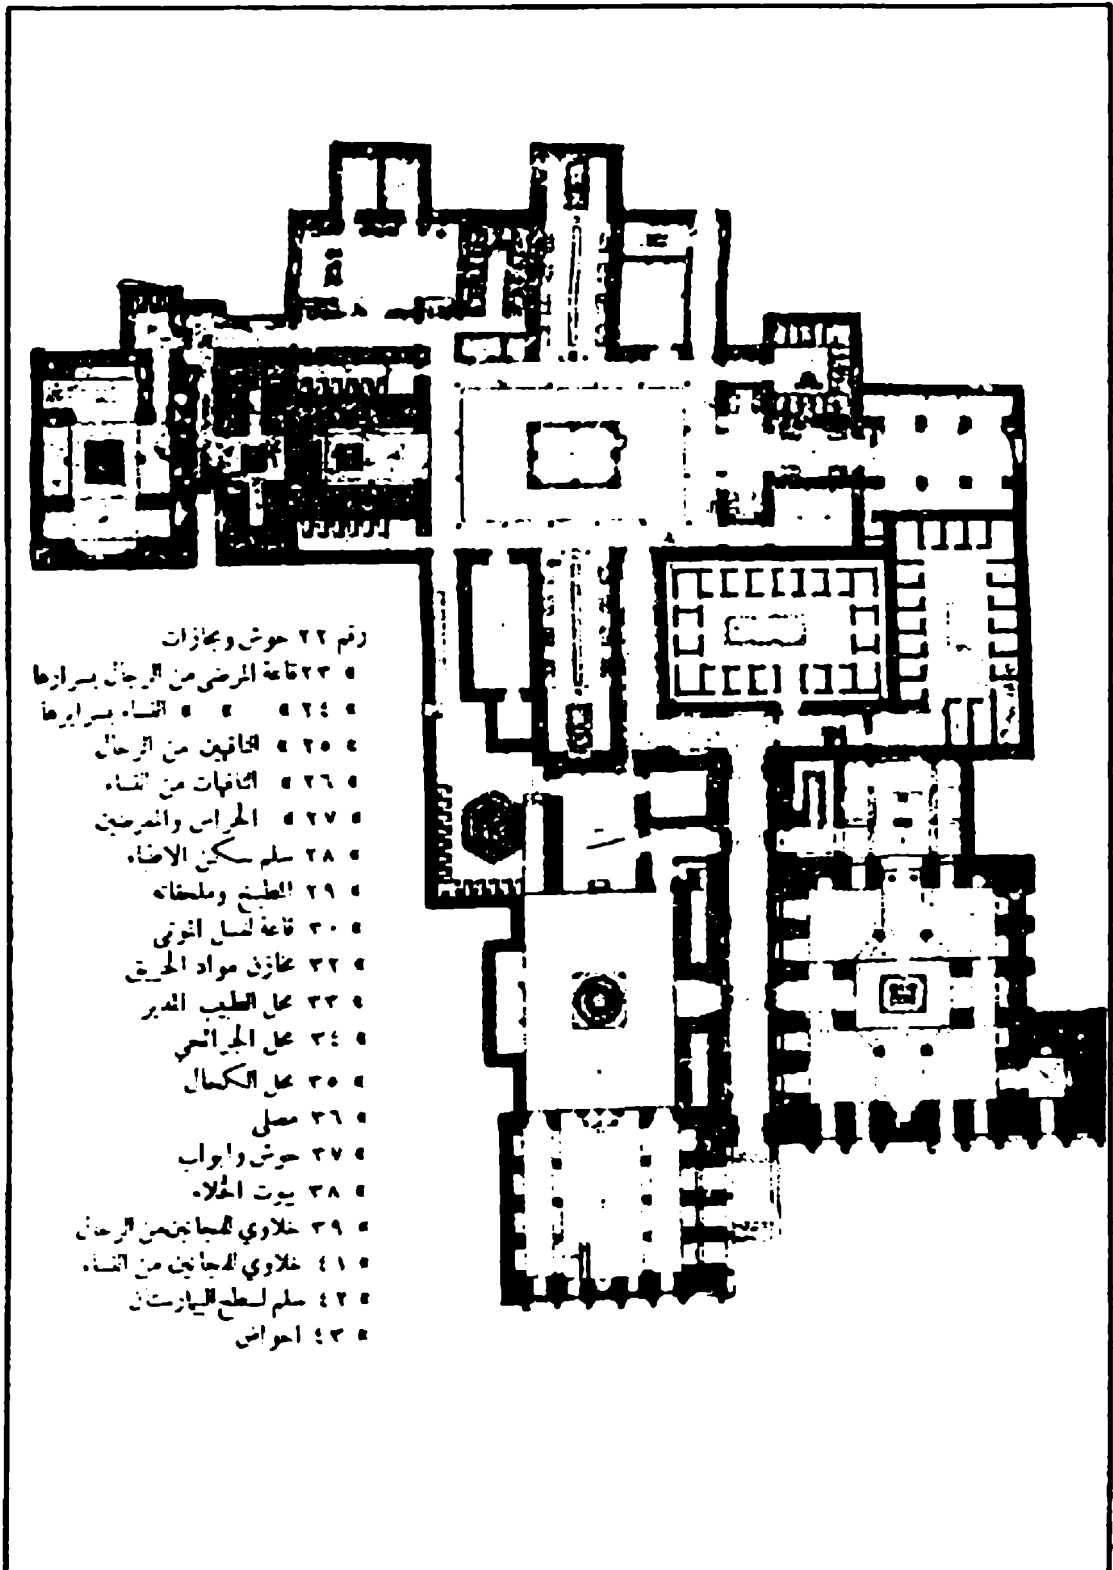 رقم ٢٢ حوش ومجازات
» ٢٣ قاعة المرضى من الرجال بسرايرها
» ٢٤ » » » النساء بسرايرها
» ٢٥ » الناقهين من الرجال
» ٢٦ » الناقهات من النساء
» ٢٧ » الحراس والممرضين
» ٢٨ سلم سكن الاطباء
» ٢٩ المطبخ وملحقاته
» ٣٠ قاعة لغسل الموتى
» ٣٢ مخازن مواد الحريق
» ٣٣ محل الطبيب المدير
» ٣٤ محل الجرائحي
» ٣٥ محل الكحال
» ٣٦ مصلى
» ٣٧ حوش وابواب
» ٣٨ بيوت الخلاء
» ٣٩ خلاوي للمجانين من الرجال
» ٤١ خلاوي للمجانين من النساء
» ٤٢ سلم لسطح البيمارستان
» ٤٣ احواض